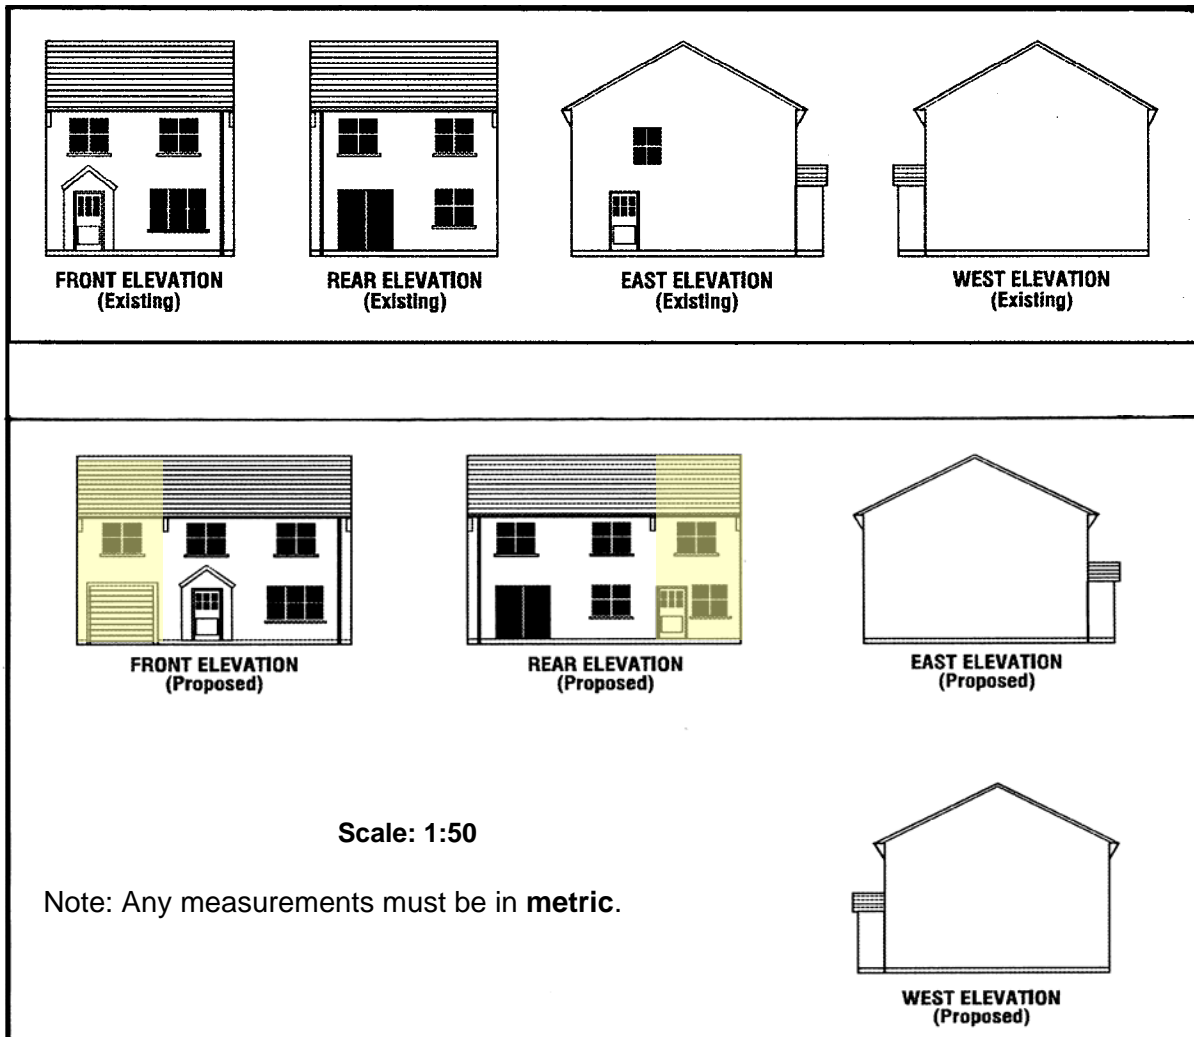 FRONT ELEVATION
(Existing)
REAR ELEVATION
(Existing)
EAST ELEVATION
(Existing)
WEST ELEVATION
(Existing)
FRONT ELEVATION
(Proposed)
REAR ELEVATION
(Proposed)
EAST ELEVATION
(Proposed)
Scale: 1:50
Note: Any measurements must be in metric.
WEST ELEVATION
(Proposed)